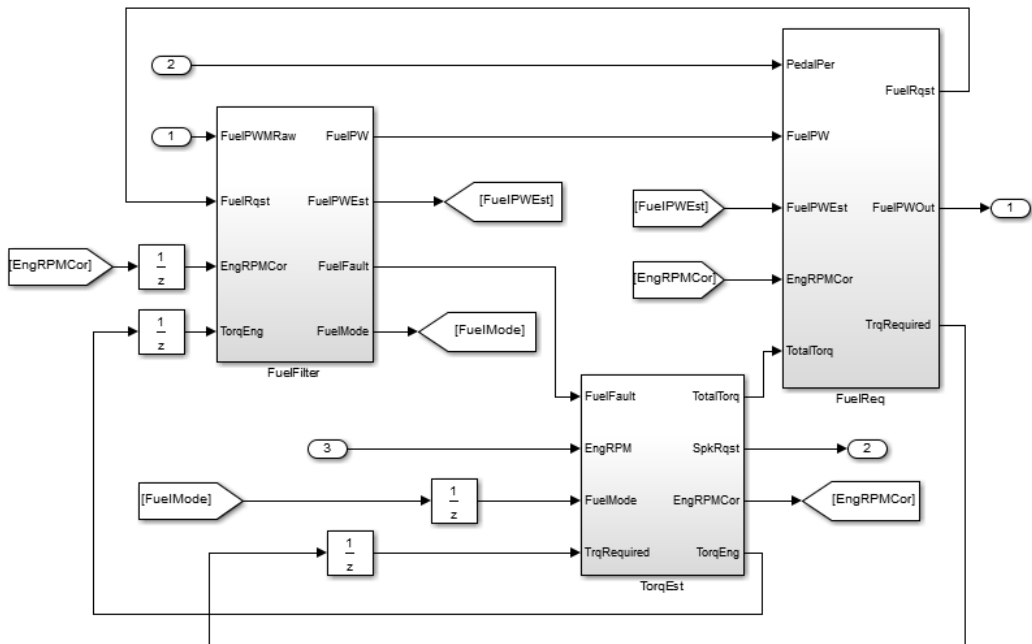 2
PedalPer
FuelRqst
1
FuelPWMRaw
FuelPW
FuelPW
FuelRqst
FuelPWEst
[FuelPWEst]
[FuelPWEst]
FuelPWEst
FuelPWOut
1
[EngRPMCor]
1
z
EngRPMCor
FuelFault
[EngRPMCor]
EngRPMCor
1
z
TorqEng
FuelMode
[FuelMode]
TrqRequired
TotalTorq
FuelFilter
FuelReq
FuelFault
TotalTorq
3
EngRPM
SpkRqst
2
[FuelMode]
1
z
FuelMode
EngRPMCor
[EngRPMCor]
1
z
TrqRequired
TorqEng
TorqEst